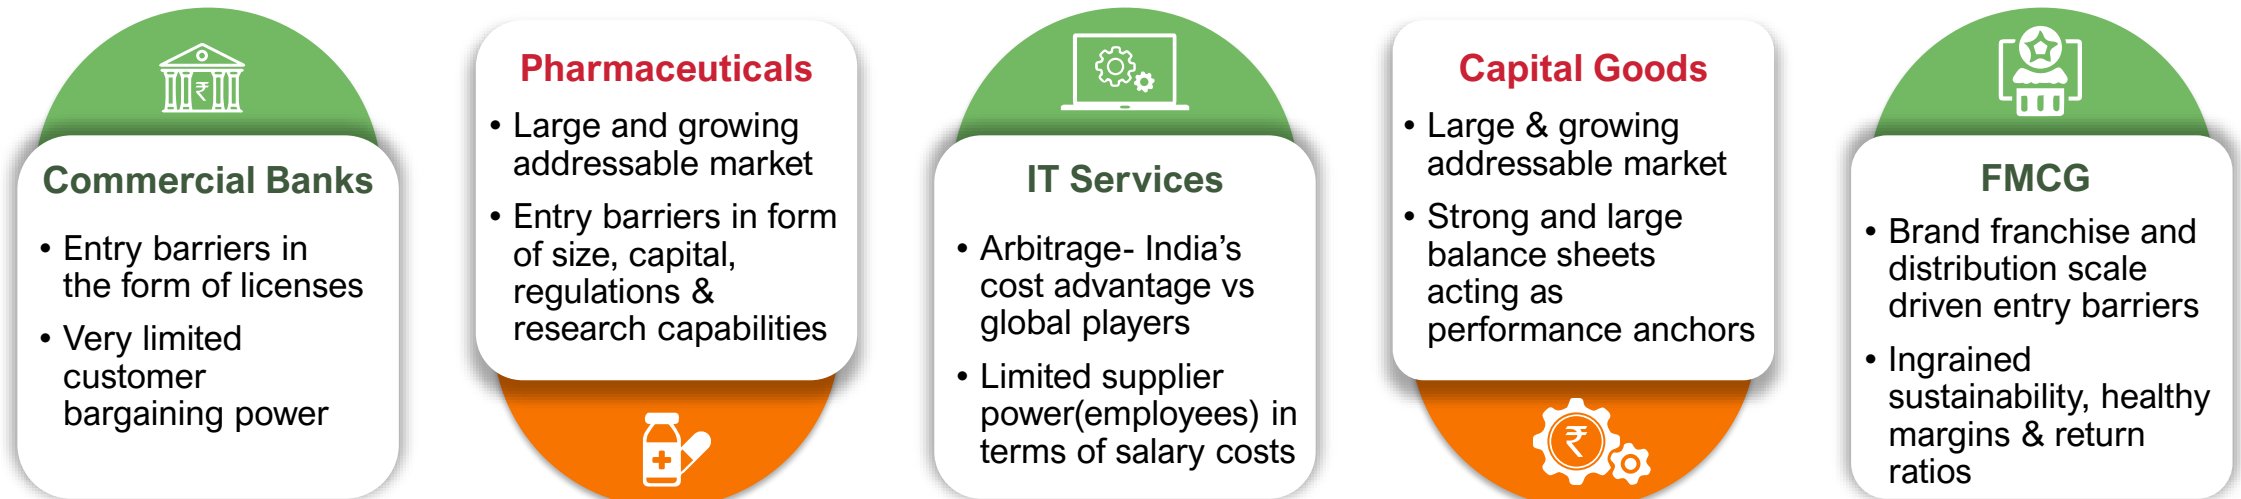 Commercial Banks
• Entry barriers in
the form of licenses
• Very limited
customer
bargaining power
Pharmaceuticals
• Large and growing
addressable market
• Entry barriers in form
of size, capital,
regulations &
research capabilities
IT Services
• Arbitrage- India’s
cost advantage vs
global players
• Limited supplier
power(employees) in
terms of salary costs
Capital Goods
• Large & growing
addressable market
• Strong and large
balance sheets
acting as
performance anchors
FMCG
• Brand franchise and
distribution scale
driven entry barriers
• Ingrained
sustainability, healthy
margins & return
ratios